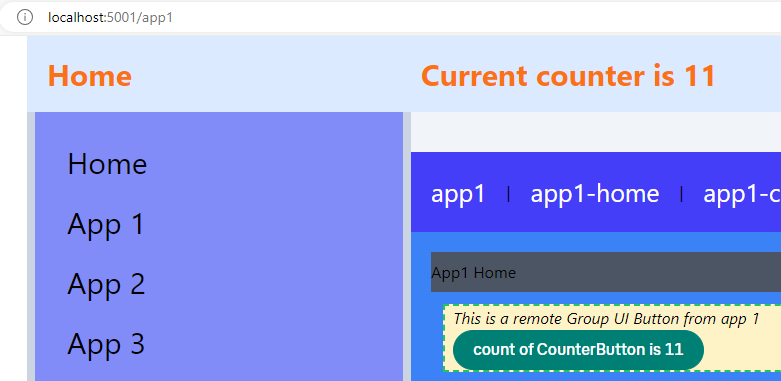 localhost:5001/app1
Home
Current counter is 11
Home
App 1
App 2
App 3
app1 | app1-home | app1-c
App1 Home
This is a remote Group UI Button from app 1
count of CounterButton is 11